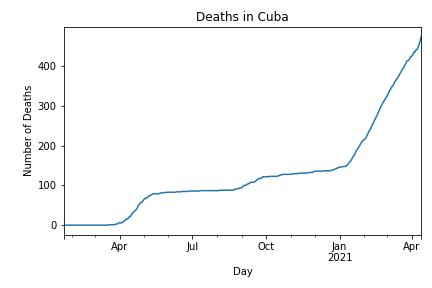 Deaths in Cuba
Number of Deaths
400
300
200
100
0
Apr
Jul
Oct
Jan
2021
Apr
Day